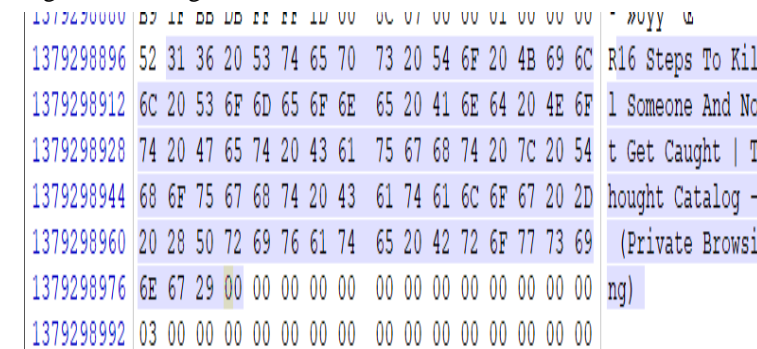 1379298896 52 31 36 20 53 74 65 70 73 20 54 6F 20 4B 69 6C R16 Steps To Kil
1379298912 6C 20 53 6F 6D 65 6F 6E 65 20 41 6E 64 20 4E 6F l Someone And No
1379298928 74 20 47 65 74 20 43 61 75 67 68 74 20 7C 20 54 t Get Caught | T
1379298944 68 6F 75 67 68 74 20 43 61 74 61 6C 6F 67 20 2D hought Catalog -
1379298960 20 28 50 72 69 76 61 74 65 20 42 72 6F 77 73 69 (Private Browsi
1379298976 6E 67 29 00 00 00 00 00 00 00 00 00 00 00 00 00 ng)
1379298992 03 00 00 00 00 00 00 00 00 00 00 00 00 00 00 00